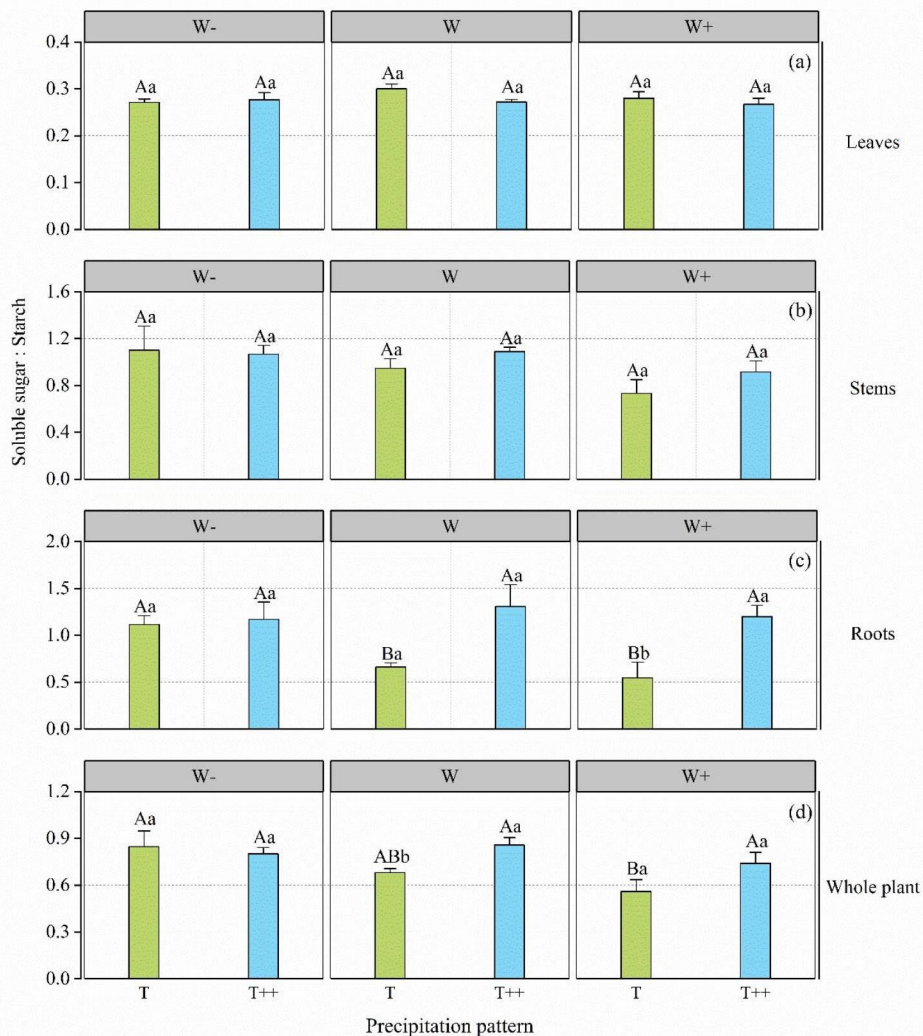 W- W W+
0.4
0.3
0.2
0.1
0.0
Aa Aa Aa Aa Aa Aa
(a)
Leaves
W- W W+
1.6
1.2
0.8
0.4
0.0
Aa Aa Aa Aa Aa Aa
(b)
Stems
Soluble sugar : Starch
W- W W+
2.0
1.5
1.0
0.5
0.0
Aa Aa Ba Aa Bb Aa
(c)
Roots
W- W W+
1.2
0.9
0.6
0.3
0.0
Aa Aa ABb Aa Ba Aa
(d)
Whole plant
T T++ T T++ T T++
Precipitation pattern